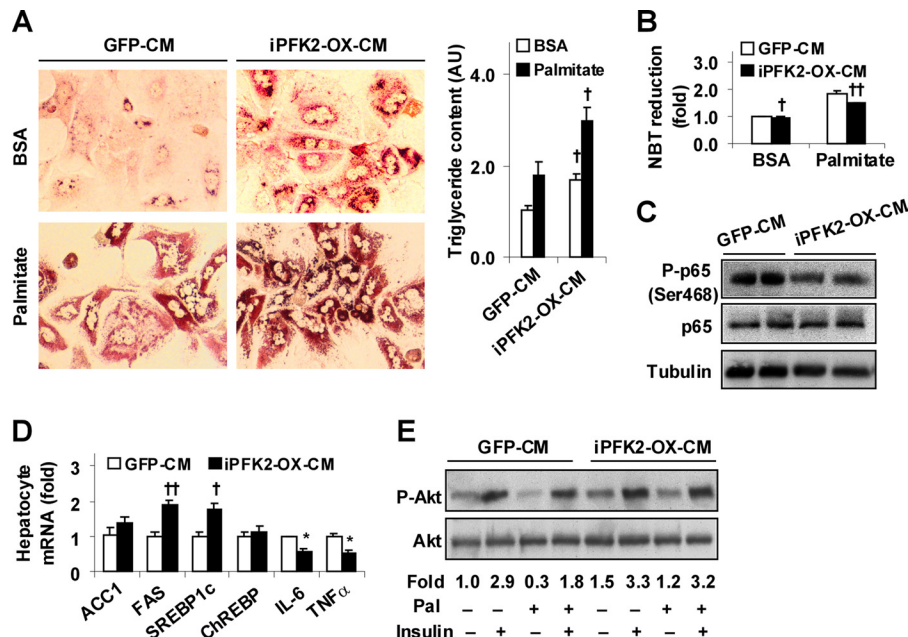 A
GFP-CM
iPFK2-OX-CM
BSA
Palmitate
Triglyceride content (AU)
4.0
2.0
0
BSA
Palmitate
†
†
GFP-CM
iPFK2-OX-CM
B
GFP-CM
iPFK2-OX-CM
NBT reduction
(fold)
3.0
2.0
1.0
0
†
††
BSA
Palmitate
C
GFP-CM
iPFK2-OX-CM
P-p65
(Ser468)
p65
Tubulin
D
Hepatocyte
mRNA (fold)
3
2
1
0
GFP-CM
iPFK2-OX-CM
††
†
*
*
ACC1
FAS
SREBP1c
ChREBP
IL-6
TNFα
E
GFP-CM
iPFK2-OX-CM
P-Akt
Akt
Fold 1.0 2.9 0.3 1.8 1.5 3.3 1.2 3.2
Pal − − + + − − + +
Insulin − + − + − + − +